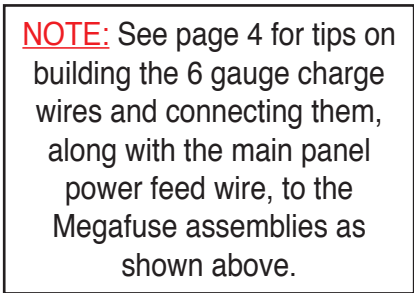 NOTE: See page 4 for tips on
building the 6 gauge charge
wires and connecting them,
along with the main panel
power feed wire, to the
Megafuse assemblies as
shown above.